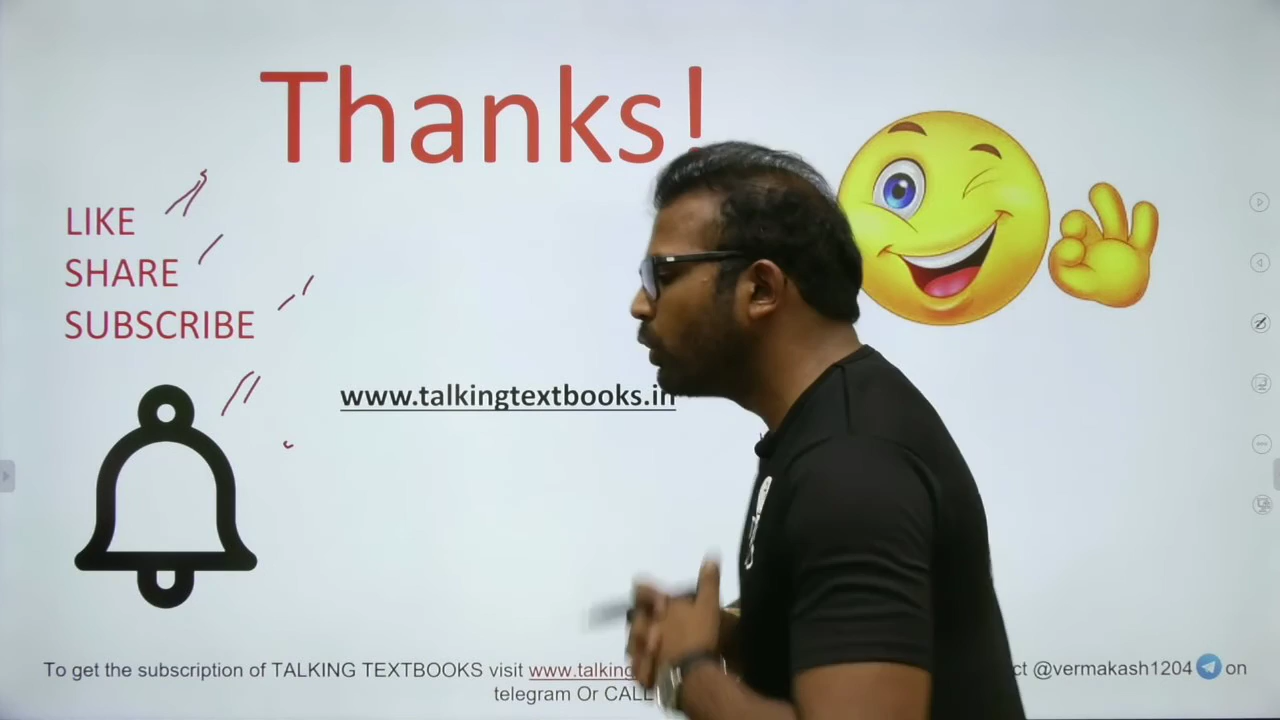 Thanks!
LIKE
SHARE
SUBSCRIBE
www.talkingtextbooks.in
To get the subscription of TALKING TEXTBOOKS visit www.talking @vermakash1204 on
telegram Or CALL